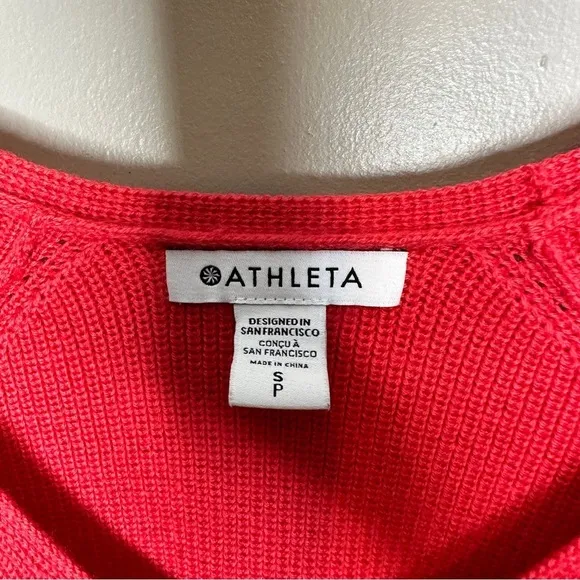 ATHLETA
DESIGNED IN
SAN FRANCISCO
CONÇU À
SAN FRANCISCO
MADE IN CHINA
S
P